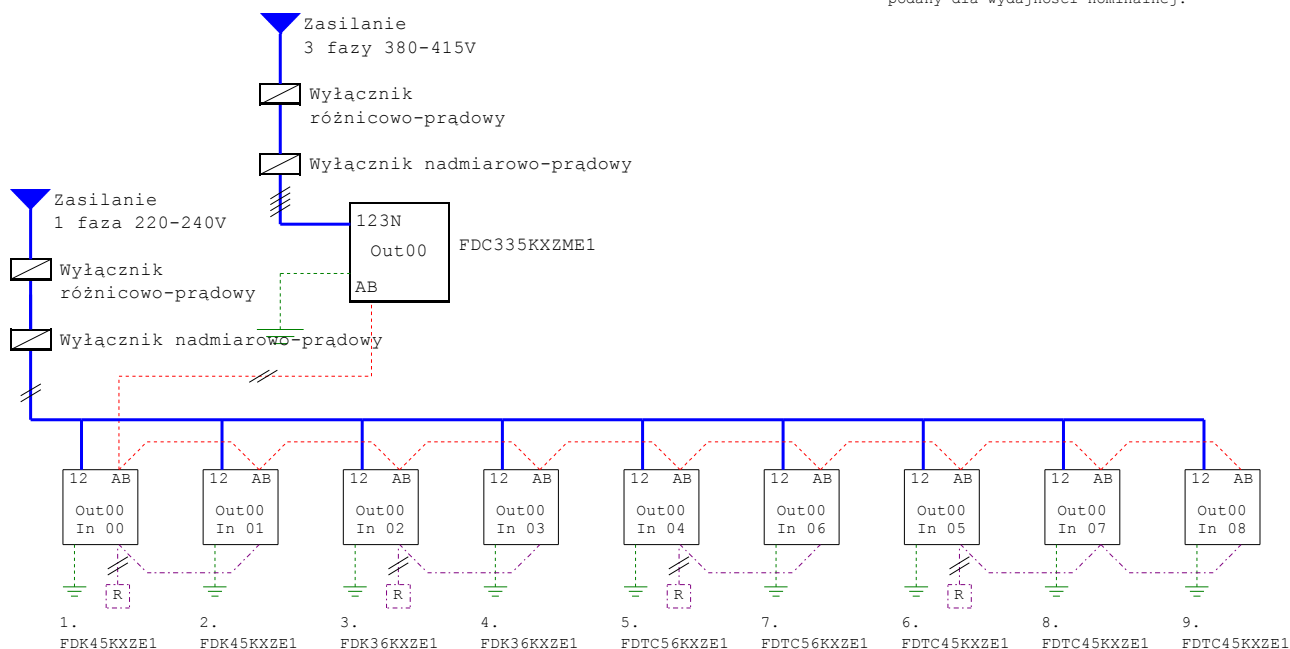 podany dla wydajności nominalnej.
Zasilanie
3 fazy 380-415V
Wyłącznik
różnicowo-prądowy
Wyłącznik nadmiarowo-prądowy
Zasilanie
1 faza 220-240V
Wyłącznik
różnicowo-prądowy
Wyłącznik nadmiarowo-prądowy
123N
Out00
AB
FDC335KXZME1
12 AB
Out00
In 00
12 AB
Out00
In 01
12 AB
Out00
In 02
12 AB
Out00
In 03
12 AB
Out00
In 04
12 AB
Out00
In 06
12 AB
Out00
In 05
12 AB
Out00
In 07
12 AB
Out00
In 08
R
R
R
R
1.
FDK45KXZE1
2.
FDK45KXZE1
3.
FDK36KXZE1
4.
FDK36KXZE1
5.
FDTC56KXZE1
7.
FDTC56KXZE1
6.
FDTC45KXZE1
8.
FDTC45KXZE1
9.
FDTC45KXZE1